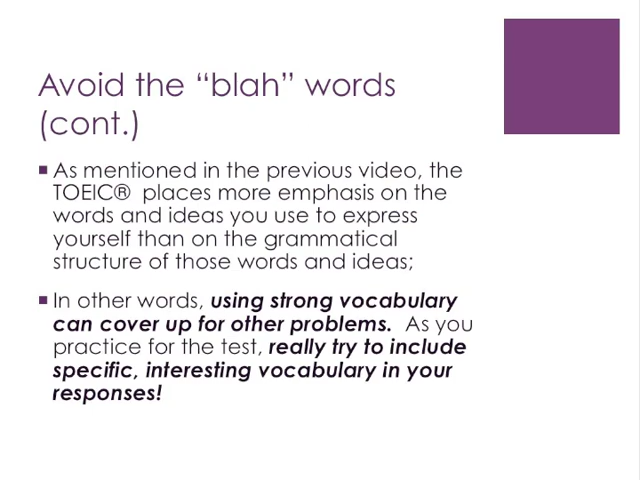 Avoid the “blah” words
(cont.)
As mentioned in the previous video, the
TOEIC® places more emphasis on the
words and ideas you use to express
yourself than on the grammatical
structure of those words and ideas;
In other words, using strong vocabulary
can cover up for other problems. As you
practice for the test, really try to include
specific, interesting vocabulary in your
responses!